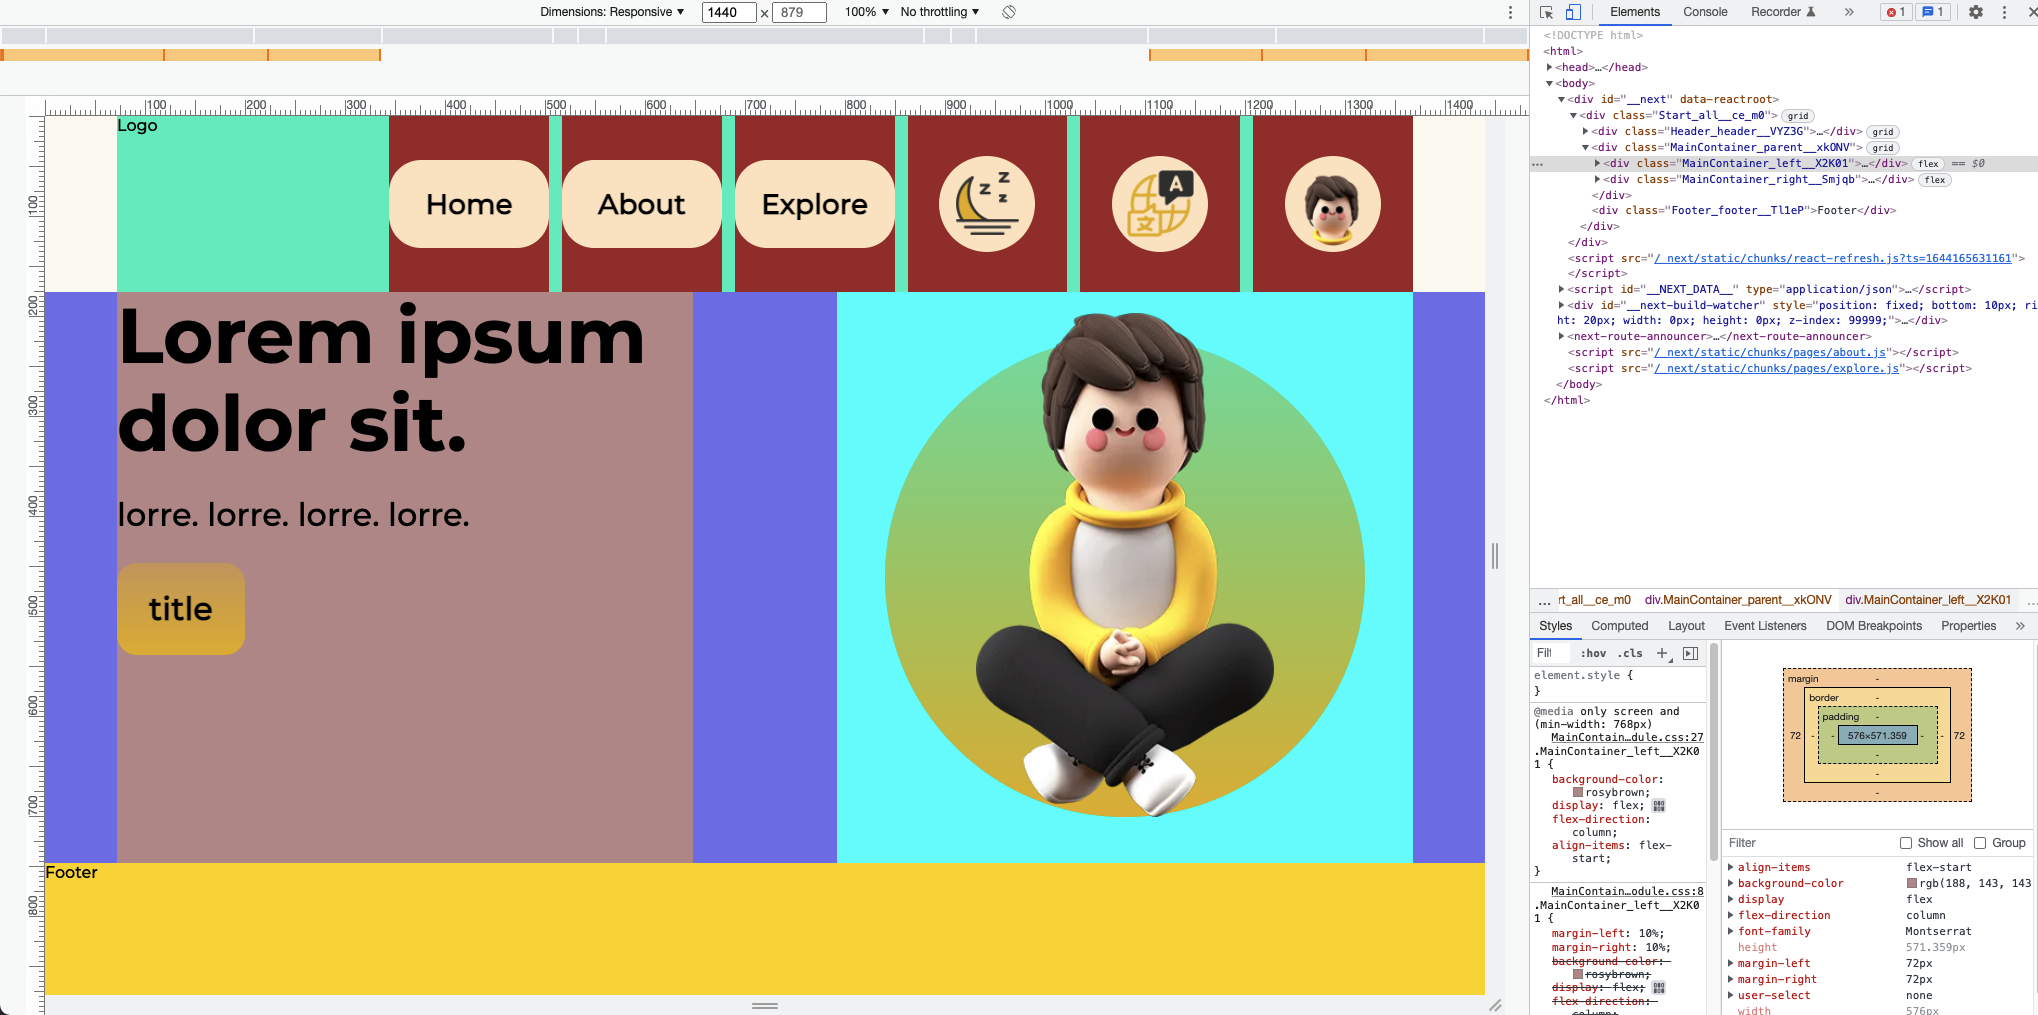 Dimensions: Responsive ▼ 1440 × 879 100% ▼ No throttling ▼
Elements Console Recorder » 1 1
100 200 300 400 500 600 700 800 900 1000 1100 1200 1300 1400
100
200
300
400
500
600
700
800
Logo
Home
About
Explore
A
文
Lorem ipsum
dolor sit.
lorre. lorre. lorre. lorre.
title
Footer
<!DOCTYPE html>
<html>
<head>…</head>
<body>
<div id="__next" data-reactroot>
<div class="Start_all__ce_m0"> grid
<div class="Header_header__VYZ3G">…</div> grid
<div class="MainContainer_parent__xkONV"> grid
… <div class="MainContainer_left__X2K01">…</div> flex == $0
<div class="MainContainer_right__Smjqb">…</div> flex
</div>
<div class="Footer_footer__Tl1eP">Footer</div>
</div>
</div>
<script src="/_next/static/chunks/react-refresh.js?ts=1644165631161">
</script>
<script id="__NEXT_DATA__" type="application/json">…</script>
<div id="__next-build-watcher" style="position: fixed; bottom: 10px; ri
ht: 20px; width: 0px; height: 0px; z-index: 99999;">…</div>
<next-route-announcer>…</next-route-announcer>
<script src="/_next/static/chunks/pages/about.js"></script>
<script src="/_next/static/chunks/pages/explore.js"></script>
</body>
</html>
… rt_all__ce_m0 div.MainContainer_parent__xkONV div.MainContainer_left__X2K01 …
Styles Computed Layout Event Listeners DOM Breakpoints Properties »
Filt :hov .cls +
element.style {
}
@media only screen and
(min-width: 768px)
MainContain…dule.css:27
.MainContainer_left__X2K0
1 {
background-color:
rosybrown;
display: flex;
flex-direction:
column;
align-items: flex-
start;
}
MainContain…odule.css:8
.MainContainer_left__X2K0
1 {
margin-left: 10%;
margin-right: 10%;
background-color:
rosybrown;
display: flex;
flex-direction:
column;
margin -
border -
padding -
72 - - 576×571.359 - - 72
-
-
-
Filter Show all Group
align-items flex-start
background-color rgb(188, 143, 143
display flex
flex-direction column
font-family Montserrat
height 571.359px
margin-left 72px
margin-right 72px
user-select none
width 576px